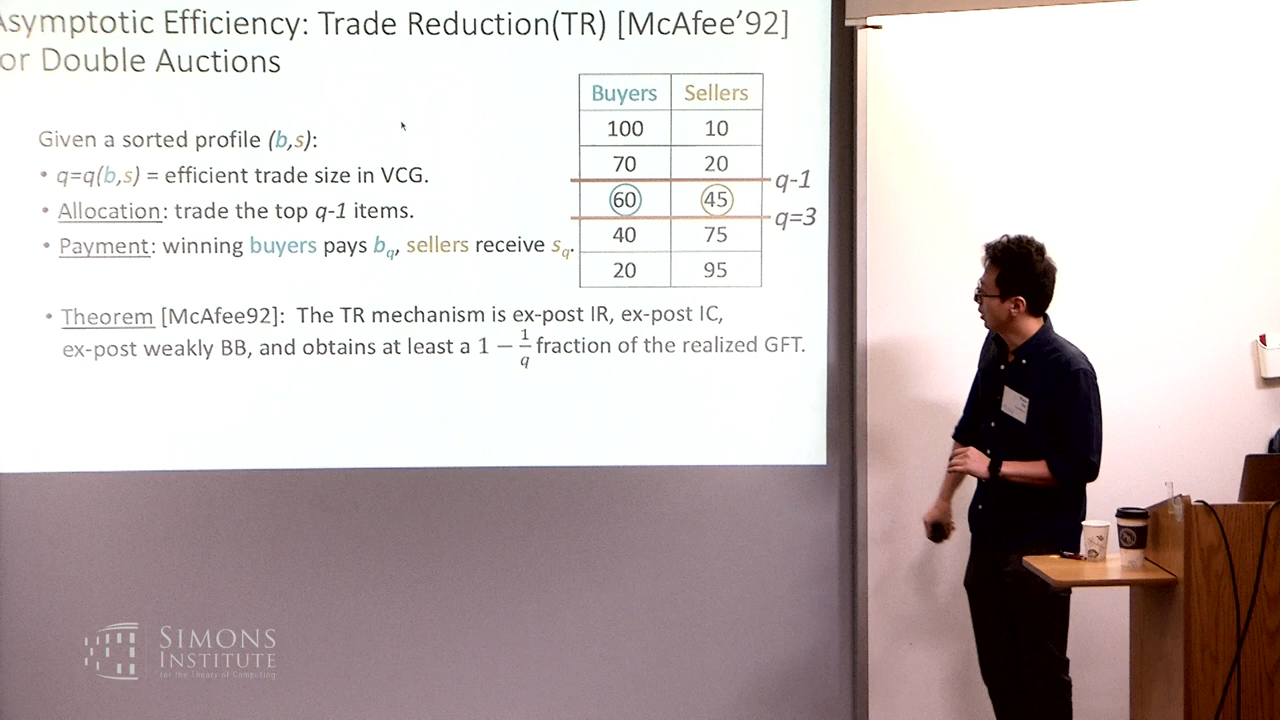 symptotic Efficiency: Trade Reduction(TR) [McAfee'92]
or Double Auctions
Given a sorted profile (b,s):
• q=q(b,s) = efficient trade size in VCG.
• Allocation: trade the top q-1 items.
• Payment: winning buyers pays b_q, sellers receive s_q.
Buyers Sellers
100 10
70 20
q-1
60 45
q=3
40 75
20 95
• Theorem [McAfee92]: The TR mechanism is ex-post IR, ex-post IC,
ex-post weakly BB, and obtains at least a 1 − 1/q fraction of the realized GFT.
SIMONS
INSTITUTE
for the Theory of Computing